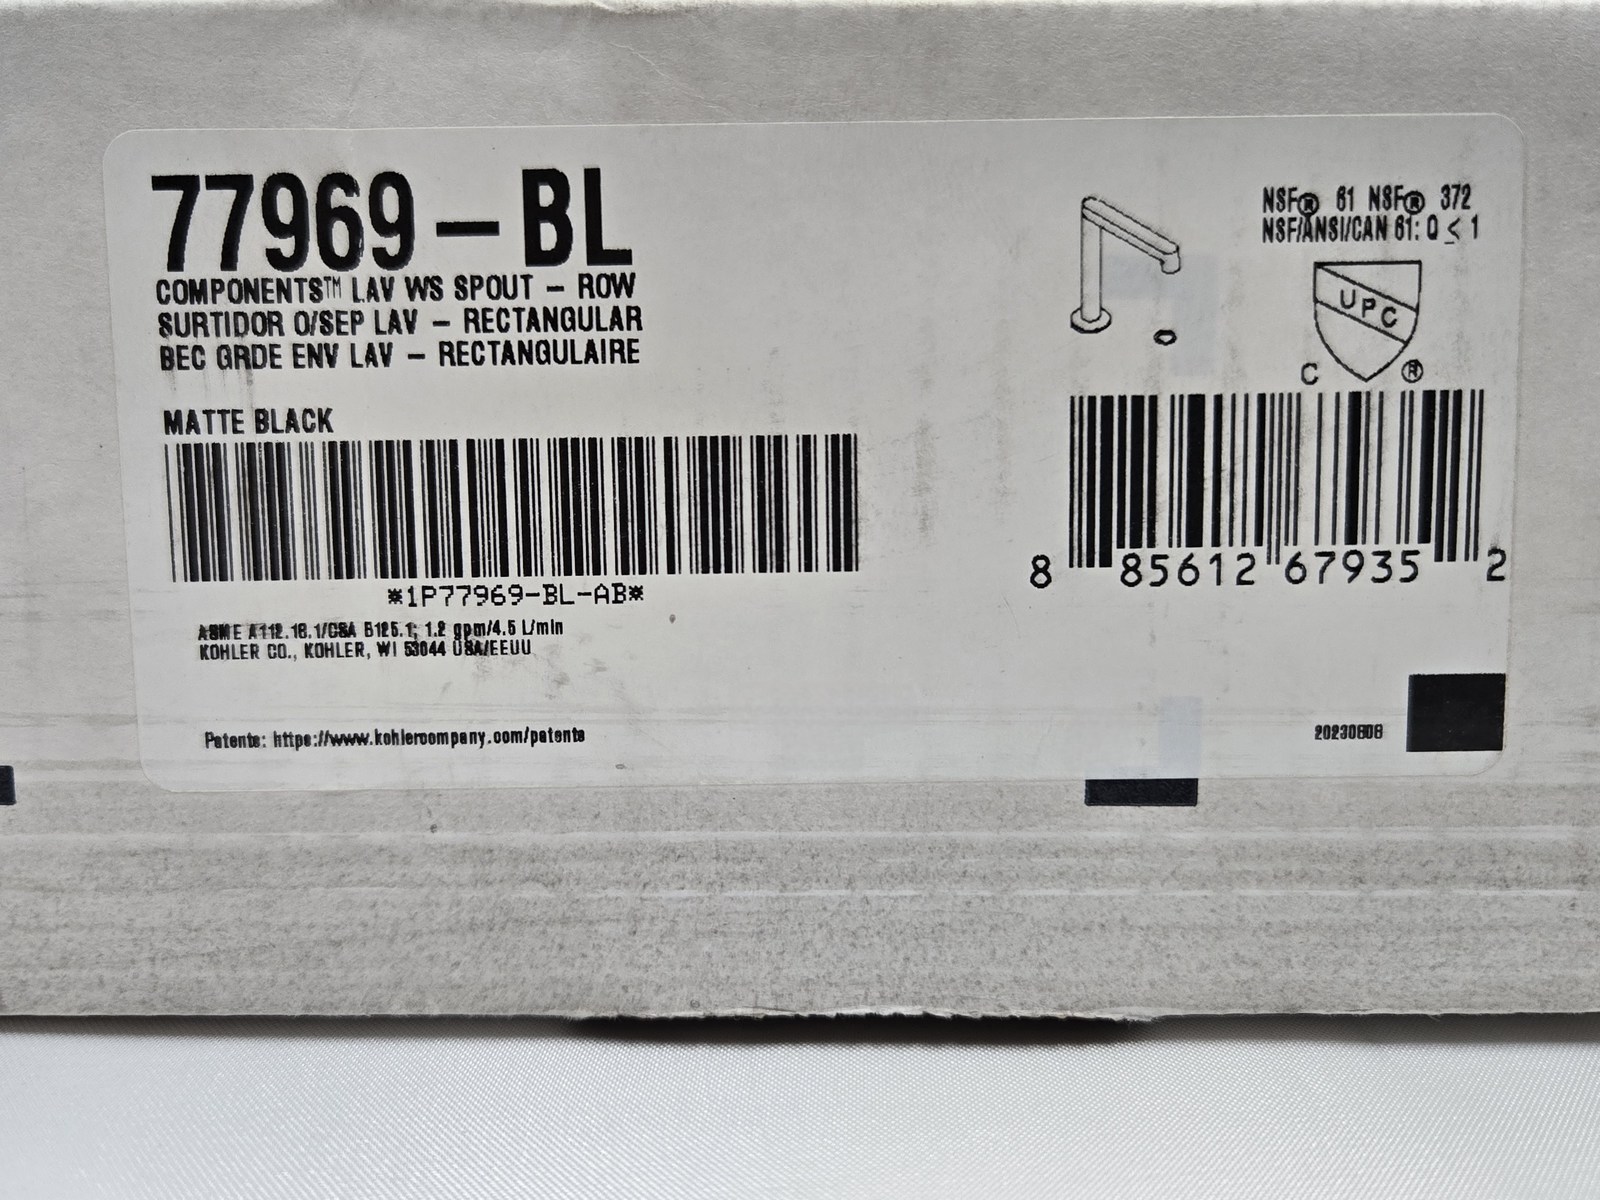 77969-BL
COMPONENTS™ LAV WS SPOUT - ROW
SURTIDOR O/SEP LAV - RECTANGULAR
BEC GRDE ENV LAV - RECTANGULAIRE
MATTE BLACK
*1P77969-BL-AB*
ASME A112.18.1/CSA B125.1; 1.2 gpm/4.5 L/min
KOHLER CO., KOHLER, WI 53044 USA/EEUU
Patents: https://www.kohlercompany.com/patents
NSF® 61 NSF® 372
NSF/ANSI/CAN 61: Q ≤ 1
UPC
C ®
8 85612 67935 2
20230808